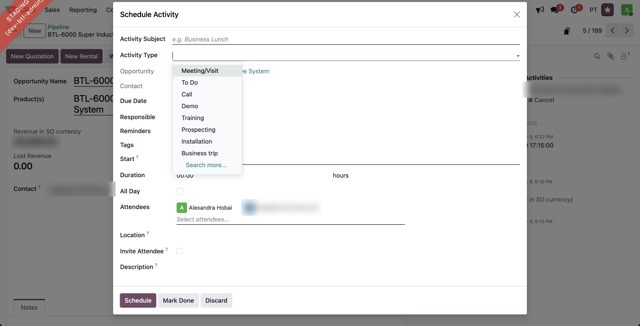 STAGING
(dev-btl-admin)
Sales
Reporting
PT
A
New
Pipeline
BTL-6000 Super Induc
5 / 199
New Quotation
New Rental
Opportunity Name
BTL-6000
Product(s)
BTL-6000
System
Revenue in SO currency
Lost Revenue
0.00
Contact ?
Notes
Schedule Activity
Activity Subject
e.g. Business Lunch
Activity Type
Meeting/Visit
To Do
Call
Demo
Training
Prospecting
Installation
Business trip
Search more...
Opportunity
e System
Contact
Due Date
Responsible
Reminders
Tags
Start ?
Duration
00:00
hours
All Day
Attendees
A Alexandra Hobai
Select attendees...
Location ?
Invite Attendee ?
Description ?
Schedule
Mark Done
Discard
ctivities
Cancel
17:15:00
in SO currency)